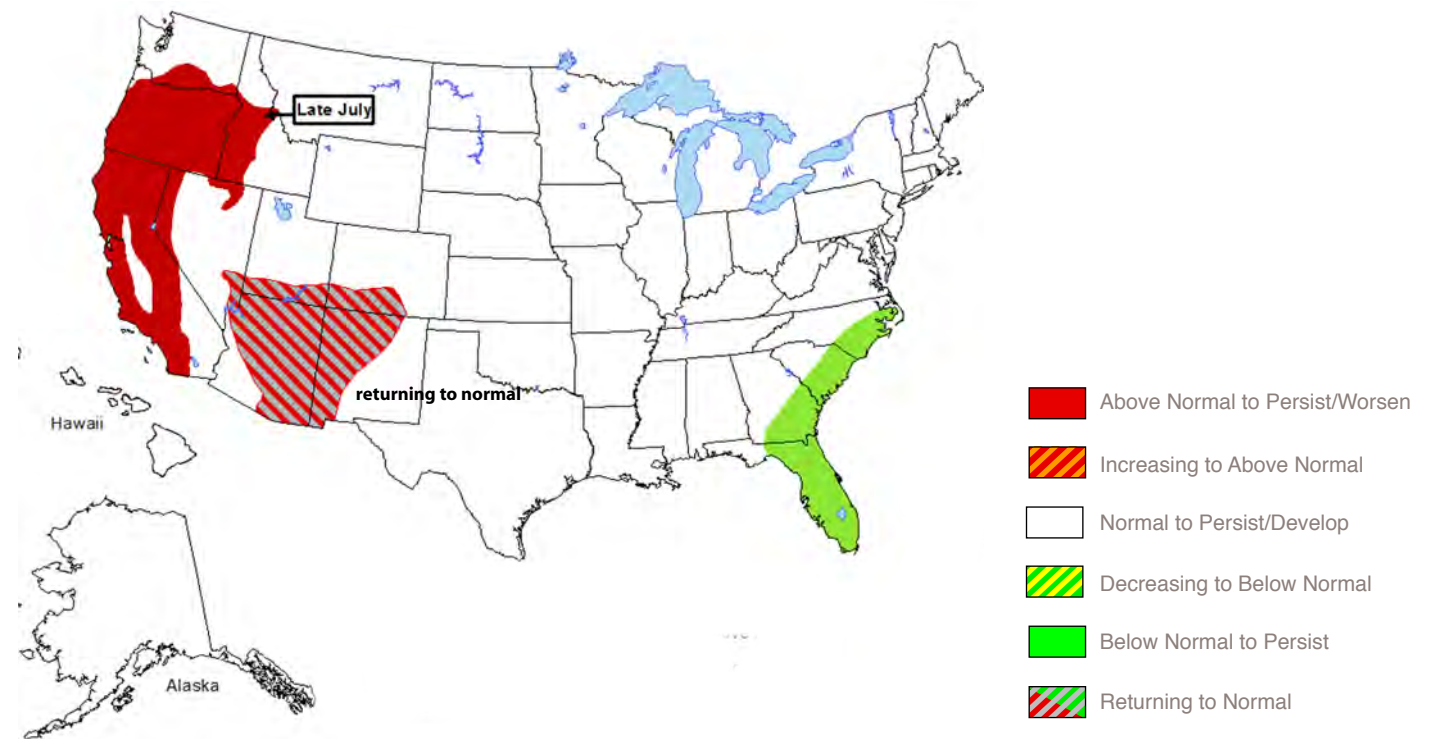 Late July
returning to normal
Hawaii
Alaska
Above Normal to Persist/Worsen
Increasing to Above Normal
Normal to Persist/Develop
Decreasing to Below Normal
Below Normal to Persist
Returning to Normal